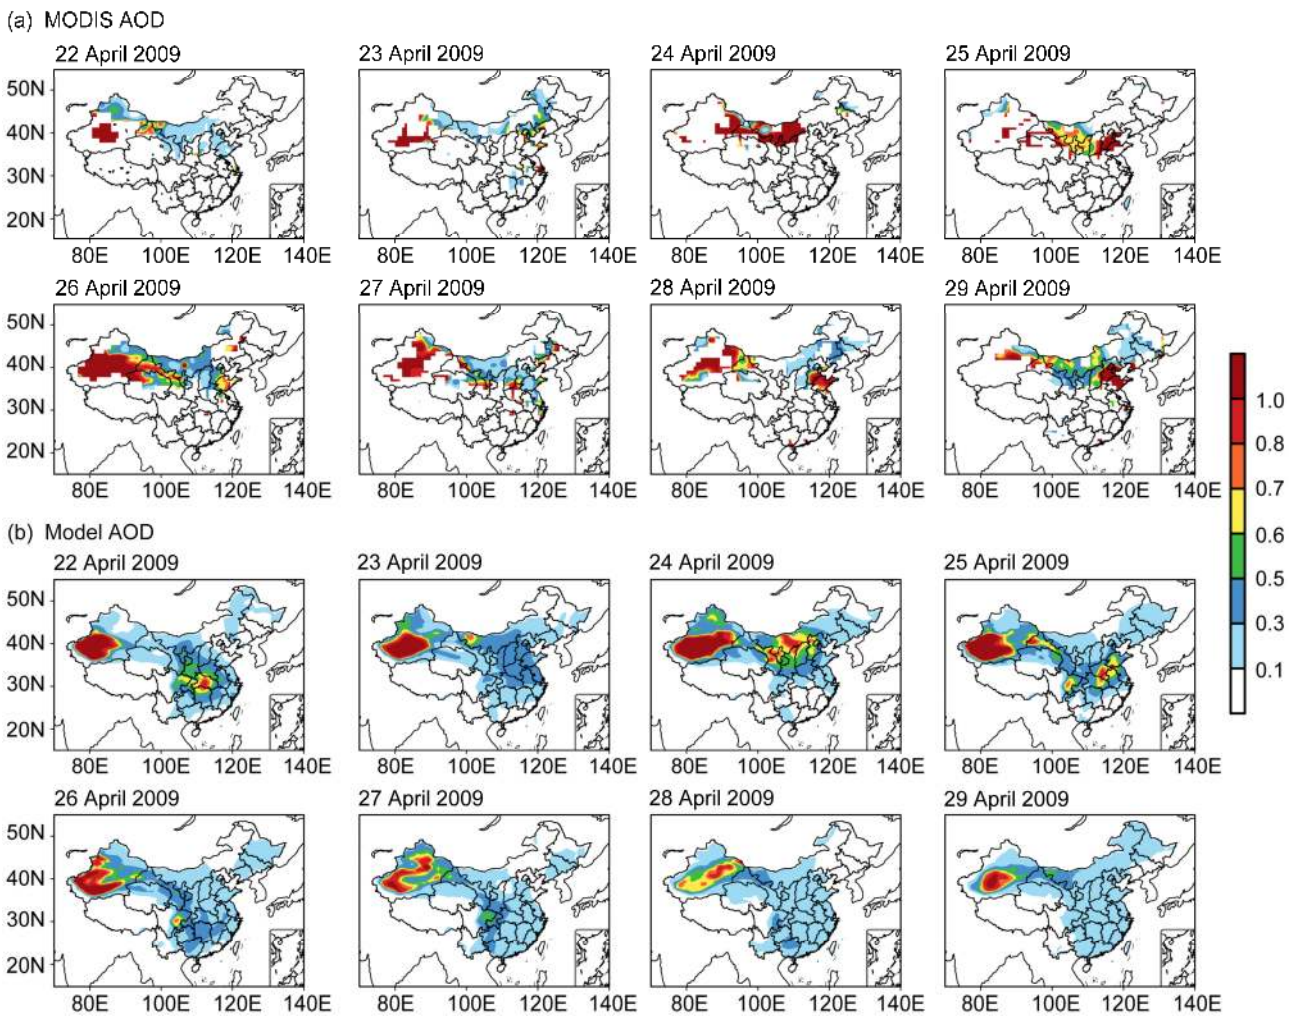 (a) MODIS AOD
22 April 2009 23 April 2009 24 April 2009 25 April 2009
50N
40N
30N
20N
80E 100E 120E 140E 80E 100E 120E 140E 80E 100E 120E 140E 80E 100E 120E 140E
26 April 2009 27 April 2009 28 April 2009 29 April 2009
50N
40N
30N
20N
80E 100E 120E 140E 80E 100E 120E 140E 80E 100E 120E 140E 80E 100E 120E 140E
1.0
0.8
0.7
0.6
0.5
0.3
0.1
(b) Model AOD
22 April 2009 23 April 2009 24 April 2009 25 April 2009
50N
40N
30N
20N
80E 100E 120E 140E 80E 100E 120E 140E 80E 100E 120E 140E 80E 100E 120E 140E
26 April 2009 27 April 2009 28 April 2009 29 April 2009
50N
40N
30N
20N
80E 100E 120E 140E 80E 100E 120E 140E 80E 100E 120E 140E 80E 100E 120E 140E